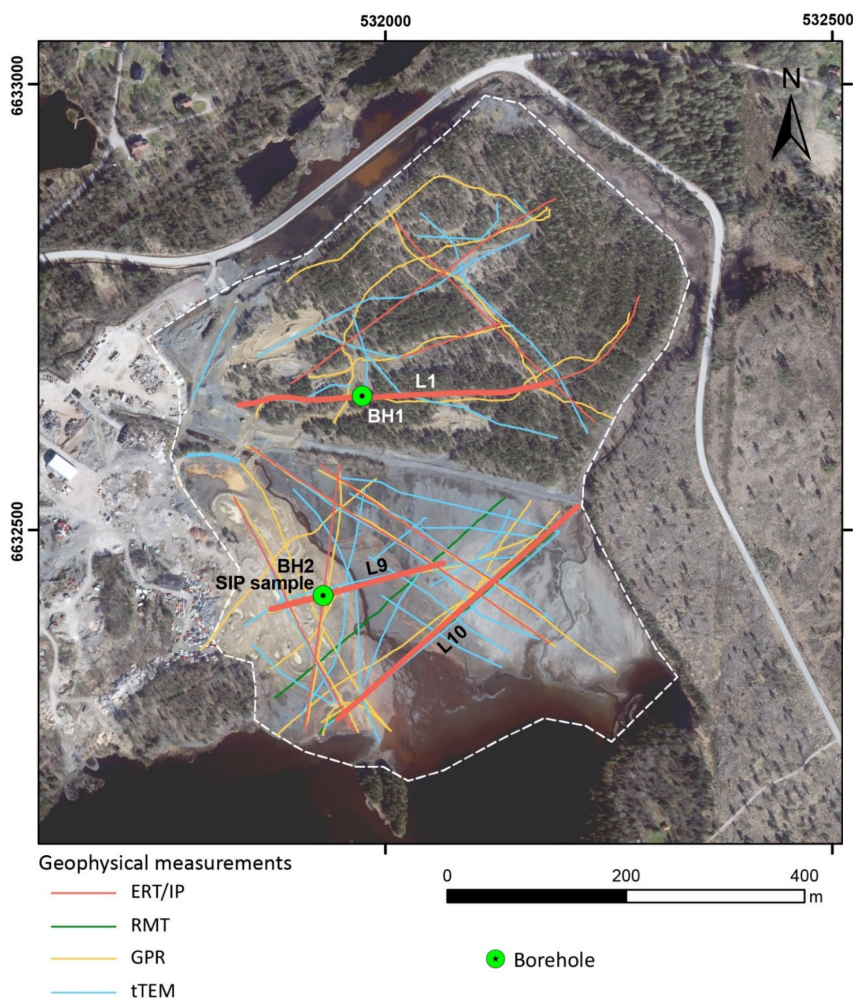 532000
532500
6633000
N
L1
BH1
6632500
BH2
SIP sample
L9
L10
Geophysical measurements
ERT/IP
RMT
GPR
tTEM
0
200
400
m
Borehole